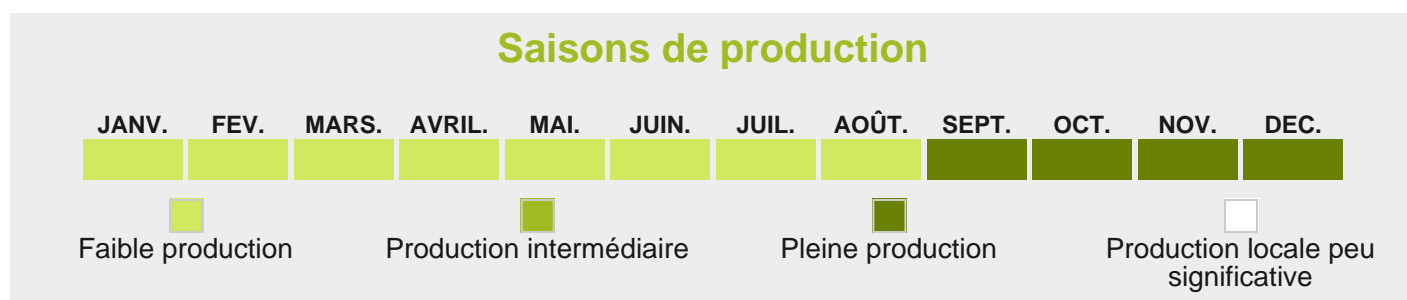 Saisons de production
JANV. FEV. MARS. AVRIL. MAI. JUIN. JUIL. AOÛT. SEPT. OCT. NOV. DEC.
Faible production Production intermédiaire Pleine production Production locale peu
significative